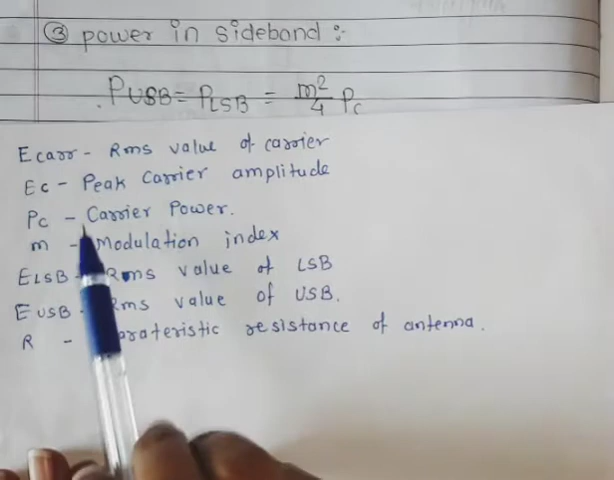 ③ power in sideband :-
PUSB = PLSB = m²/4 Pc
Ecarr - Rms value of carrier
Ec - Peak Carrier amplitude
Pc - Carrier Power.
m - Modulation index
ELSB - Rms value of LSB
EUSB - Rms value of USB.
R - resistance of antenna.